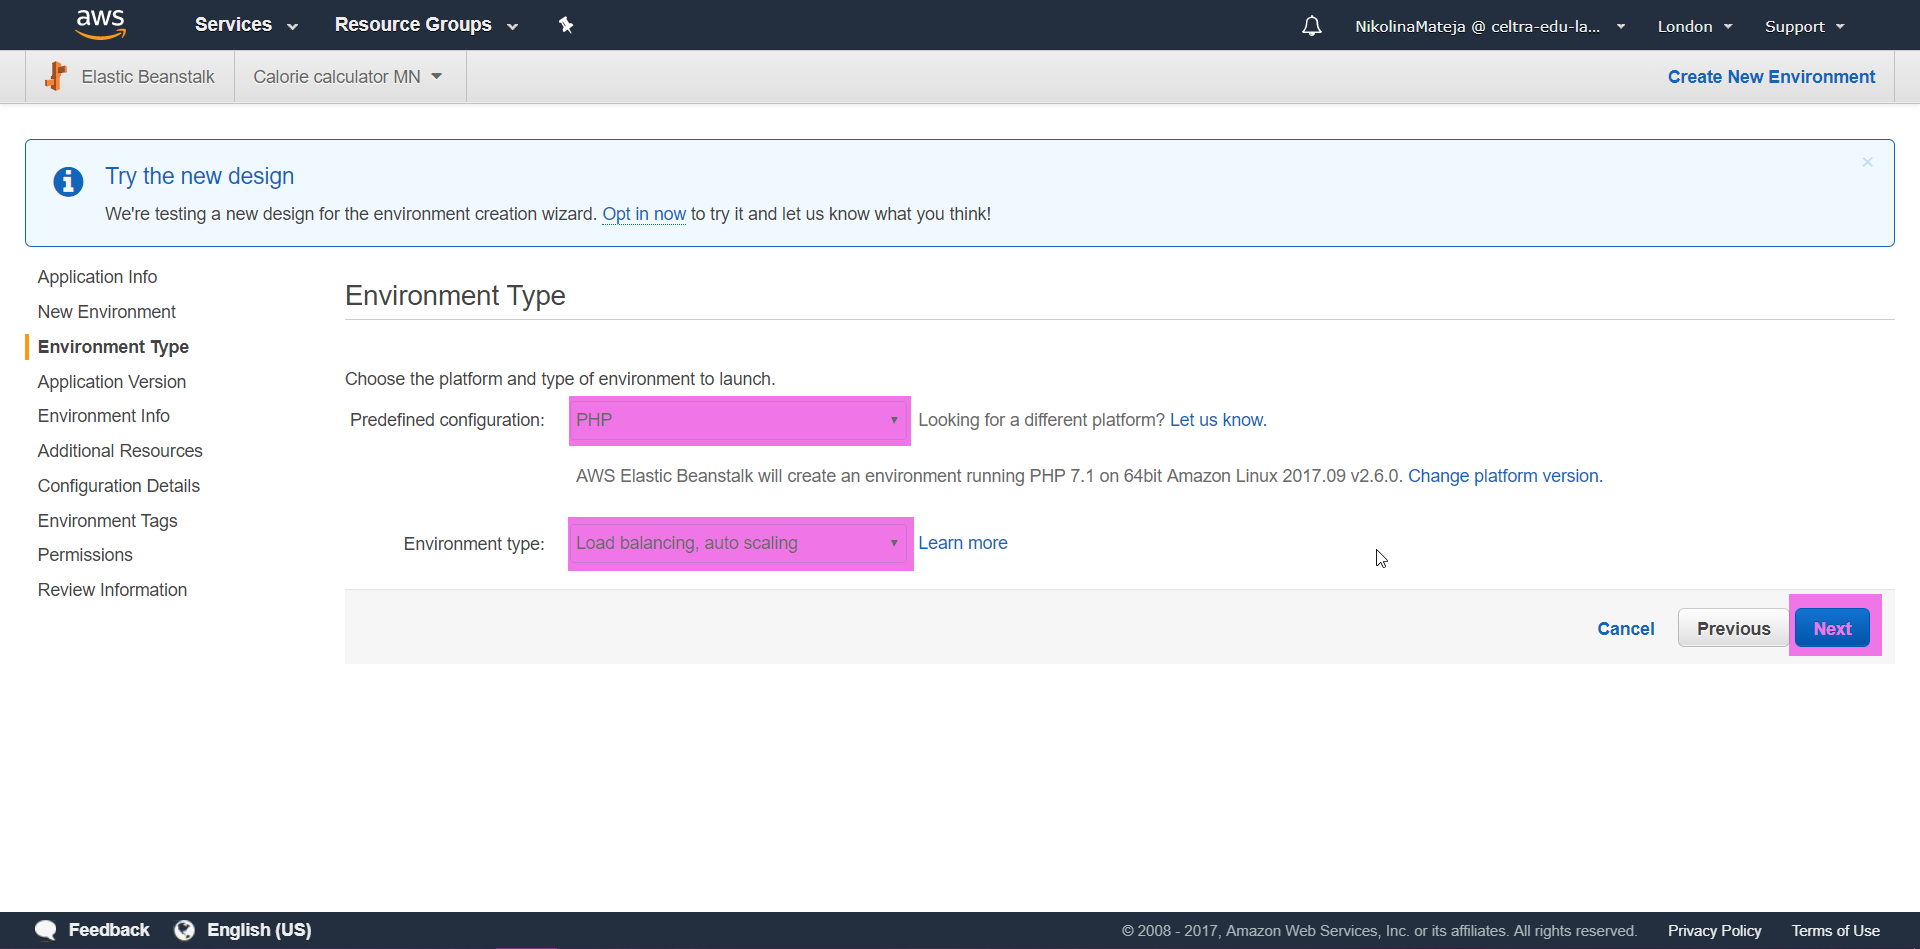 aws Services Resource Groups NikolinaMateja @ celtra-edu-la... London Support
Elastic Beanstalk Calorie calculator MN Create New Environment
Try the new design ×
We're testing a new design for the environment creation wizard. Opt in now to try it and let us know what you think!
Application Info
New Environment
Environment Type
Application Version
Environment Info
Additional Resources
Configuration Details
Environment Tags
Permissions
Review Information
Environment Type
Choose the platform and type of environment to launch.
Predefined configuration: PHP Looking for a different platform? Let us know.
AWS Elastic Beanstalk will create an environment running PHP 7.1 on 64bit Amazon Linux 2017.09 v2.6.0. Change platform version.
Environment type: Load balancing, auto scaling Learn more
Cancel Previous Next
Feedback English (US) © 2008 - 2017, Amazon Web Services, Inc. or its affiliates. All rights reserved. Privacy Policy Terms of Use